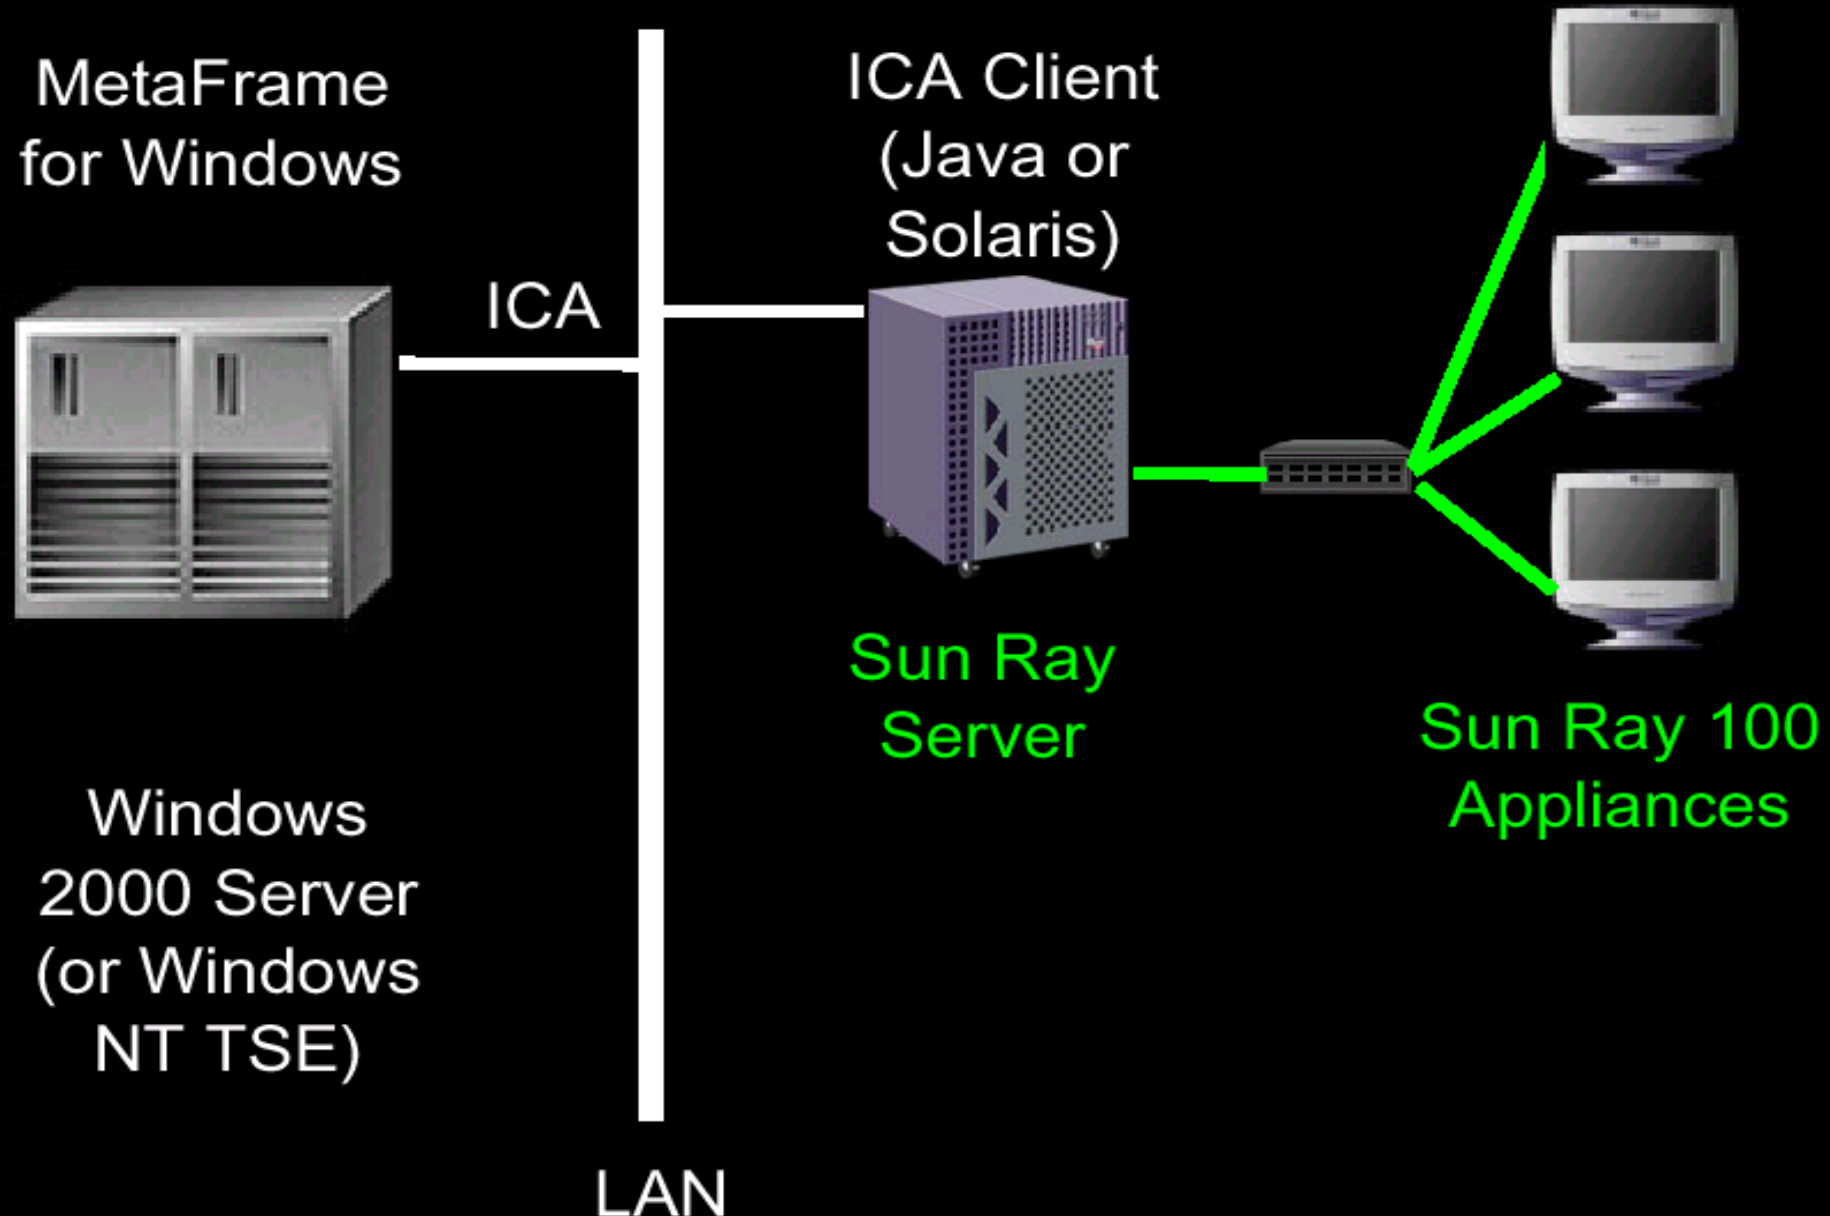 MetaFrame
for Windows
ICA
ICA Client
(Java or
Solaris)
Sun Ray
Server
Sun Ray 100
Appliances
Windows
2000 Server
(or Windows
NT TSE)
LAN